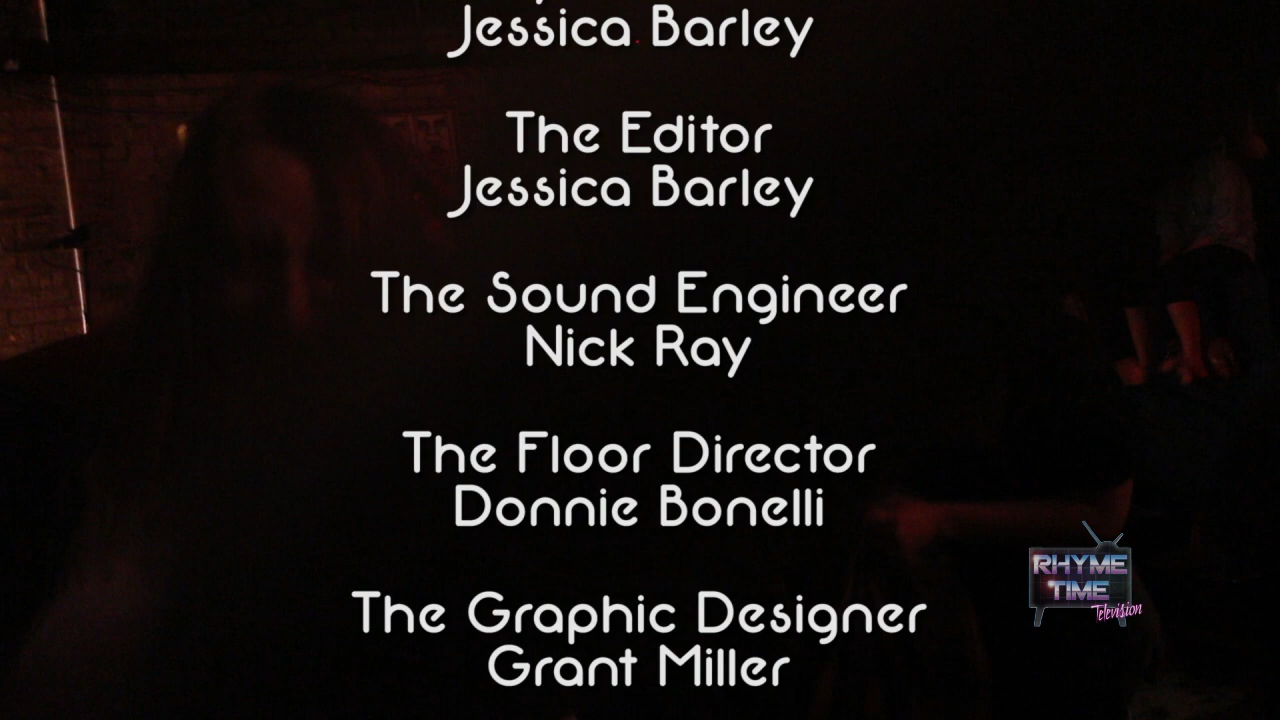 Jessica Barley
The Editor
Jessica Barley
The Sound Engineer
Nick Ray
The Floor Director
Donnie Bonelli
The Graphic Designer
Grant Miller
RHYME
TIME
Television